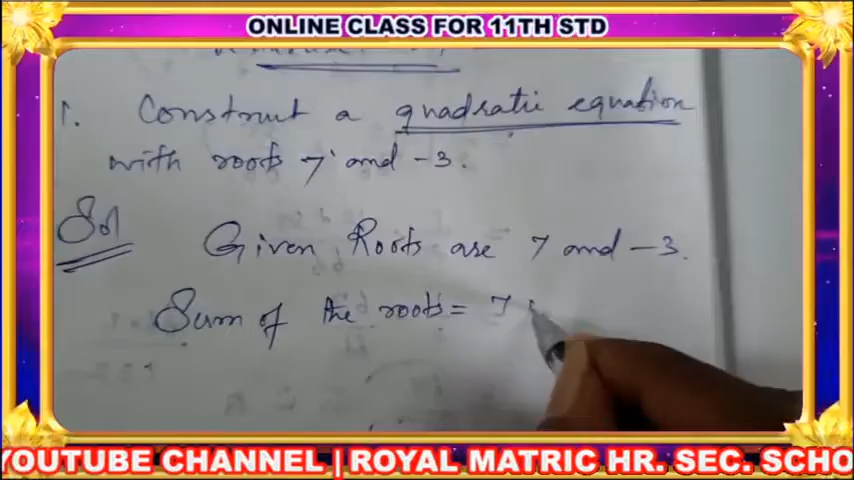 ONLINE CLASS FOR 11TH STD
1. Construct a quadratic equation
with roots 7 and -3.
Sol
Given Roots are 7 and -3.
Sum of the roots = 7
YOUTUBE CHANNEL | ROYAL MATRIC HR. SEC. SCHO